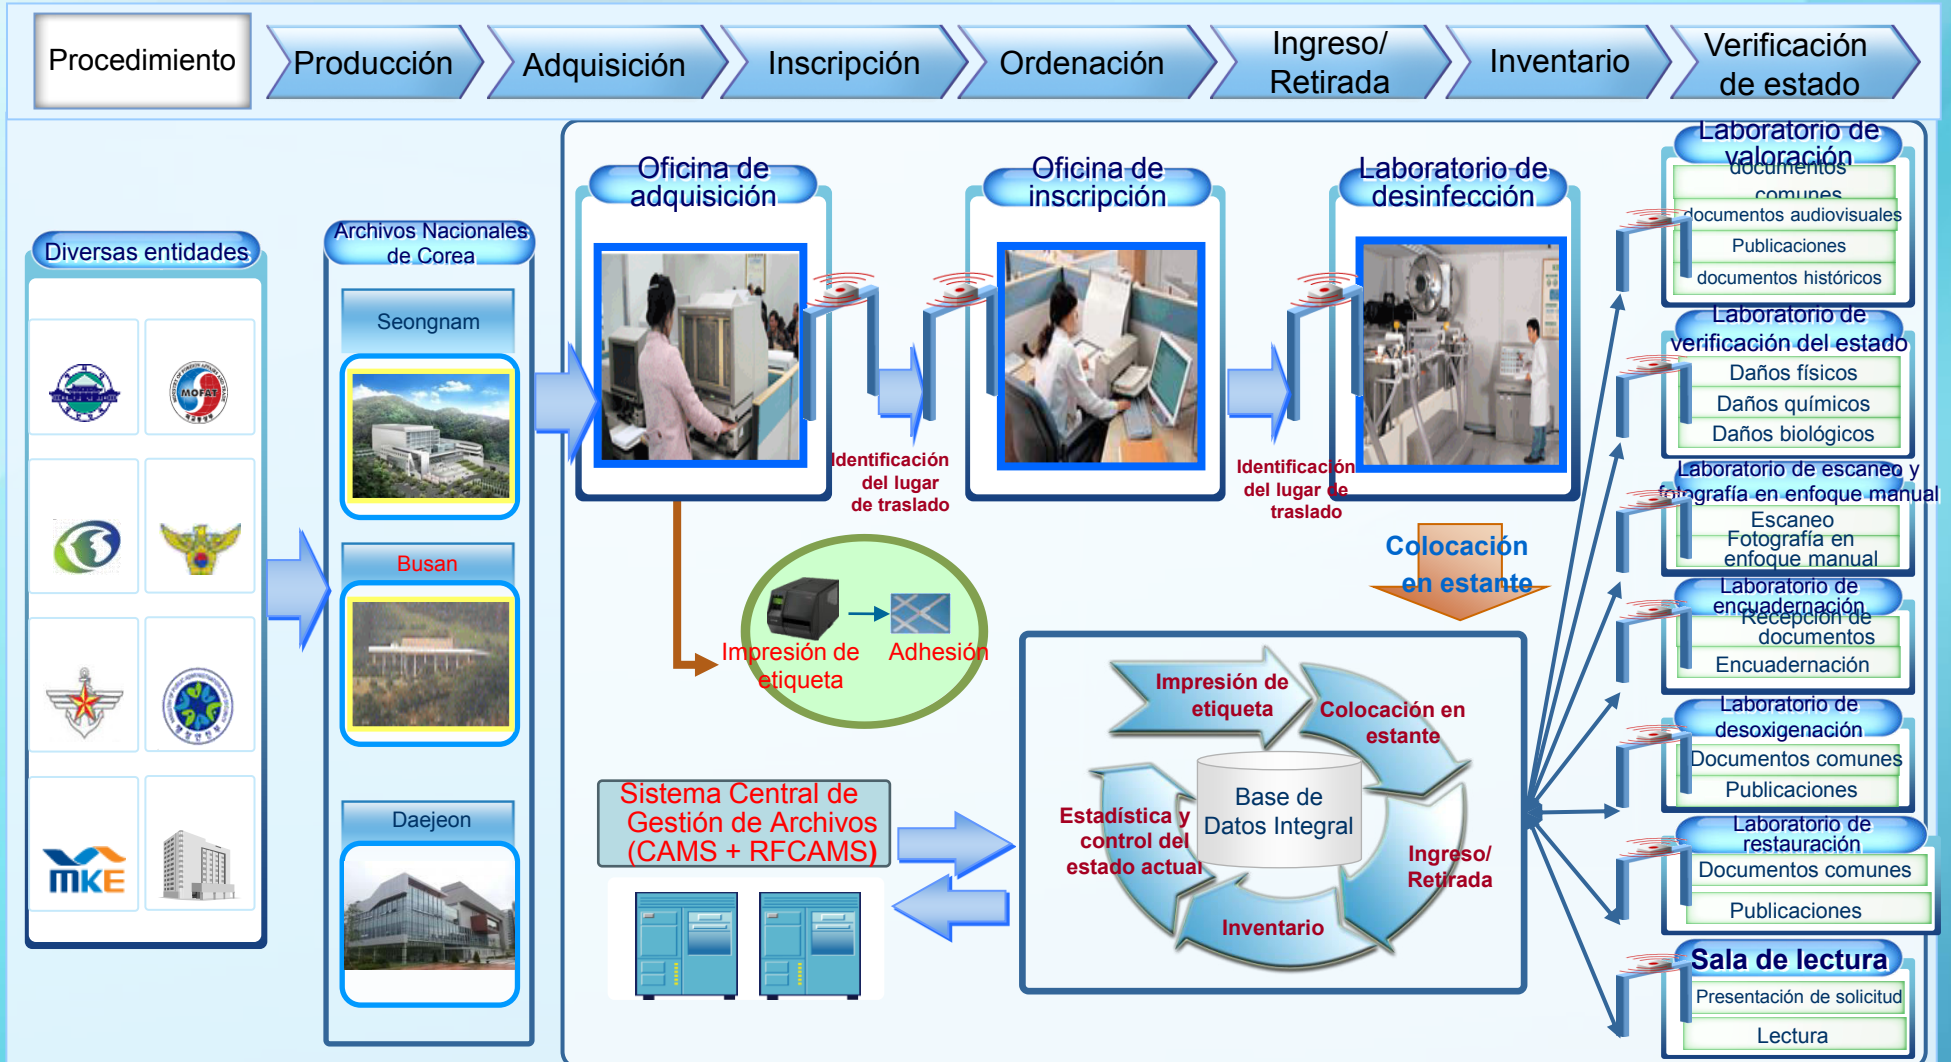 Procedimiento
Producción
Adquisición
Inscripción
Ordenación
Ingreso/
Retirada
Inventario
Verificación
de estado
Diversas entidades
MOFAT
MKE
Archivos Nacionales
de Corea
Seongnam
Busan
Daejeon
Oficina de
adquisición
Identificación
del lugar
de traslado
Oficina de
inscripción
Identificación
del lugar de
traslado
Laboratorio de
desinfección
Impresión de
etiqueta
Adhesión
Colocación
en estante
Sistema Central de
Gestión de Archivos
(CAMS + RFCAMS)
Impresión de
etiqueta
Colocación en
estante
Ingreso/
Retirada
Inventario
Estadística y
control del
estado actual
Base de
Datos Integral
Laboratorio de
valoración
documentos
comunes
documentos audiovisuales
Publicaciones
documentos históricos
Laboratorio de
verificación del estado
Daños físicos
Daños químicos
Daños biológicos
Laboratorio de escaneo y
fotografía en enfoque manual
Escaneo
Fotografía en
enfoque manual
Laboratorio de
encuadernación
Recepción de
documentos
Encuadernación
Laboratorio de
desoxigenación
Documentos comunes
Publicaciones
Laboratorio de
restauración
Documentos comunes
Publicaciones
Sala de lectura
Presentación de solicitud
Lectura